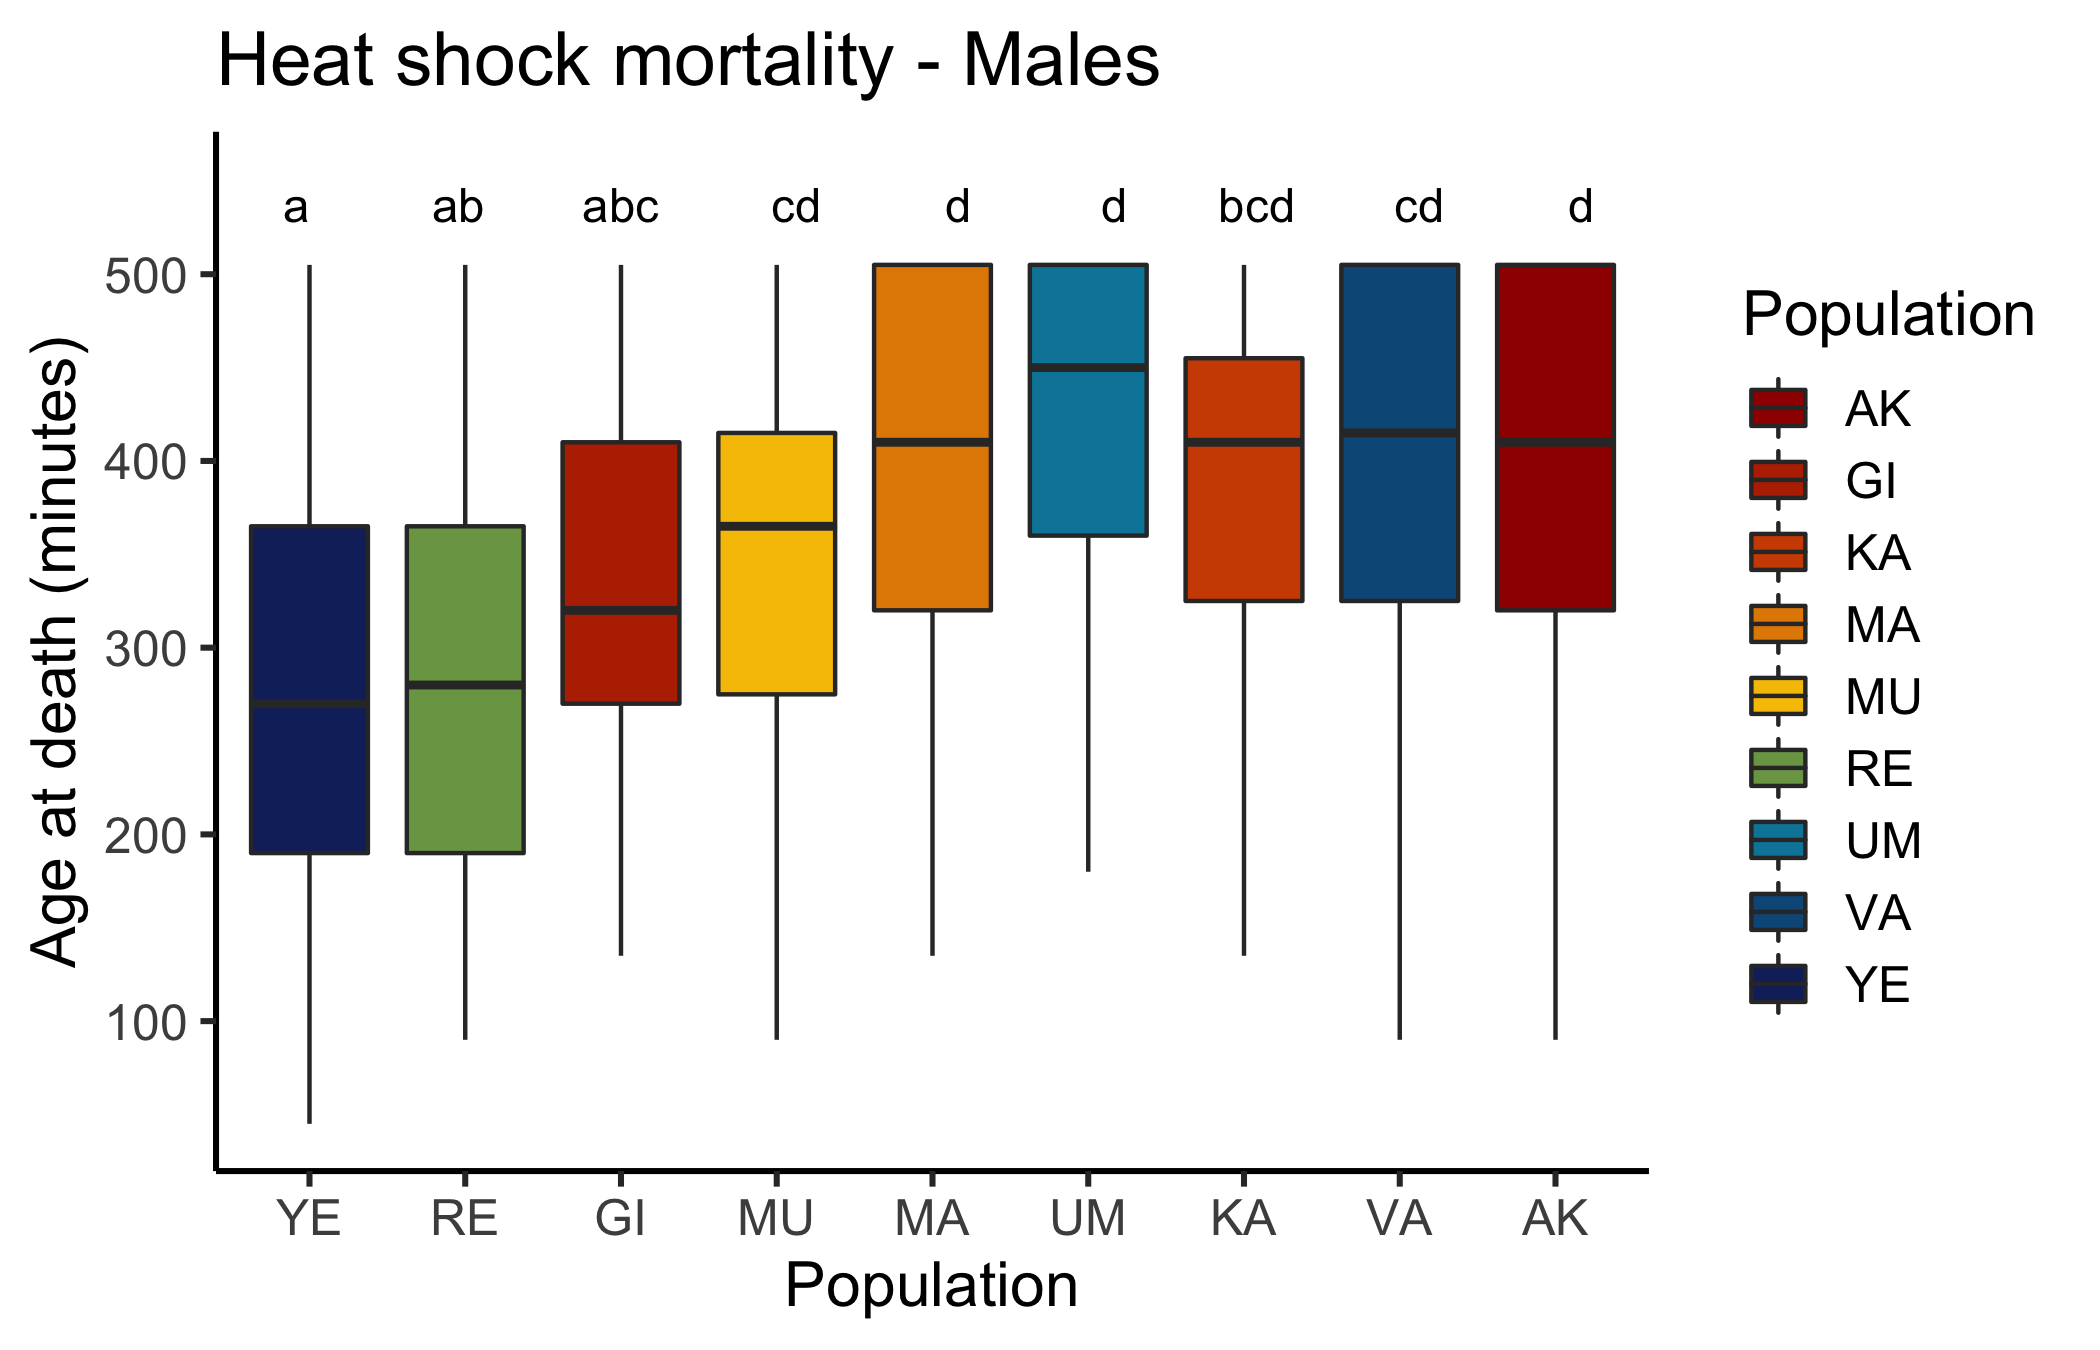 Heat shock mortality - Males
a ab abc cd d d bcd cd d
500
400
300
200
100
Age at death (minutes)
YE RE GI MU MA UM KA VA AK
Population
Population
AK
GI
KA
MA
MU
RE
UM
VA
YE